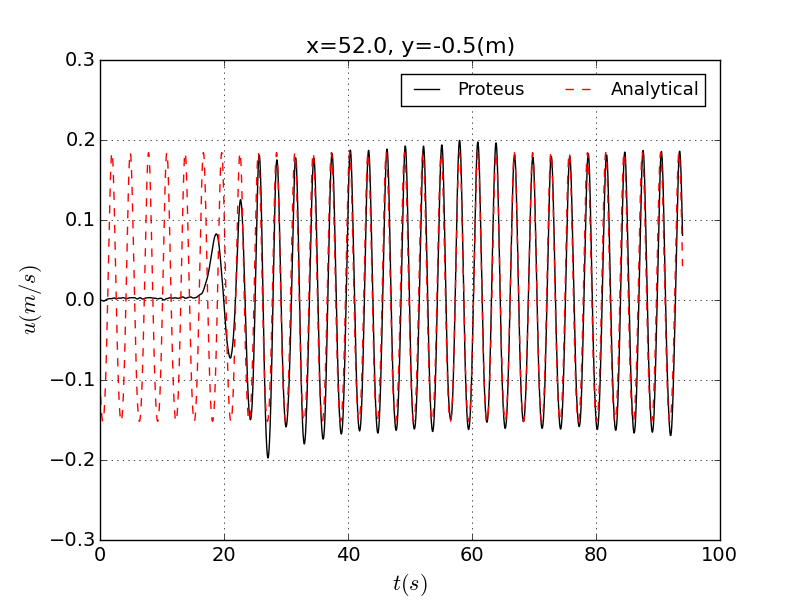 x=52.0, y=-0.5(m)
Proteus
Analytical
0.3
0.2
0.1
0.0
−0.1
−0.2
−0.3
u(m/s)
0 20 40 60 80 100
t(s)